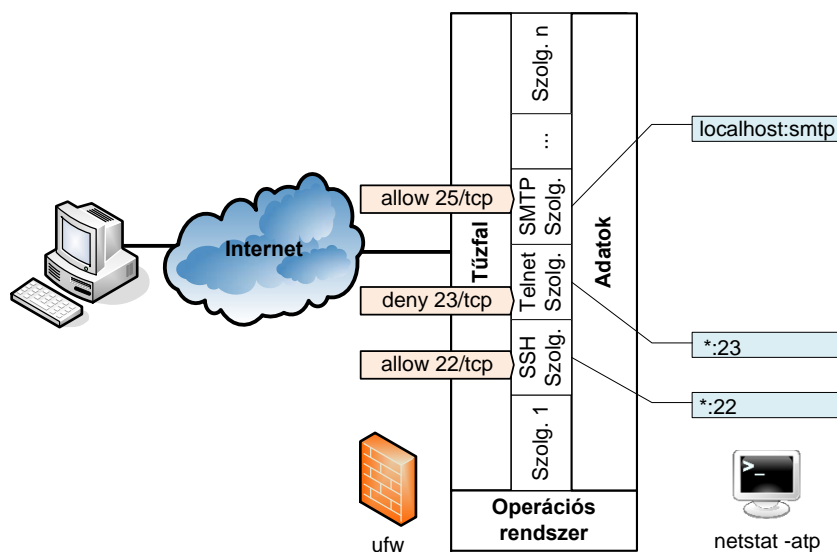 Szolg. n
...
SMTP
Szolg.
Telnet
Szolg.
SSH
Szolg.
Szolg. 1
Tűzfal
Adatok
localhost:smtp
allow 25/tcp
Internet
deny 23/tcp
allow 22/tcp
*:23
*:22
>_
Operációs
rendszer
ufw
netstat -atp